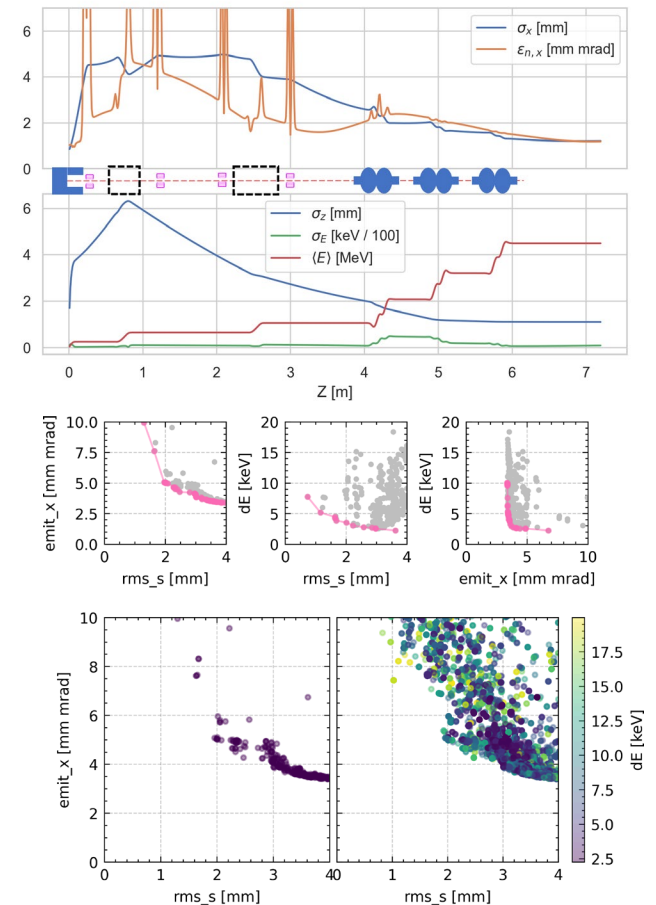 σx [mm]
εn, x [mm mrad]
6
4
2
0
σz [mm]
σE [keV / 100]
⟨E⟩ [MeV]
6
4
2
0
0 1 2 3 4 5 6 7
Z [m]
emit_x [mm mrad]
10.0
7.5
5.0
2.5
0.0
0 2 4
rms_s [mm]
dE [keV]
20
15
10
5
0
0 2 4
rms_s [mm]
dE [keV]
20
15
10
5
0
0 5 10
emit_x [mm mrad]
emit_x [mm mrad]
10
8
6
4
2
0
0 1 2 3 4
rms_s [mm]
0 1 2 3 4
rms_s [mm]
17.5
15.0
12.5
10.0
7.5
5.0
2.5
dE [keV]